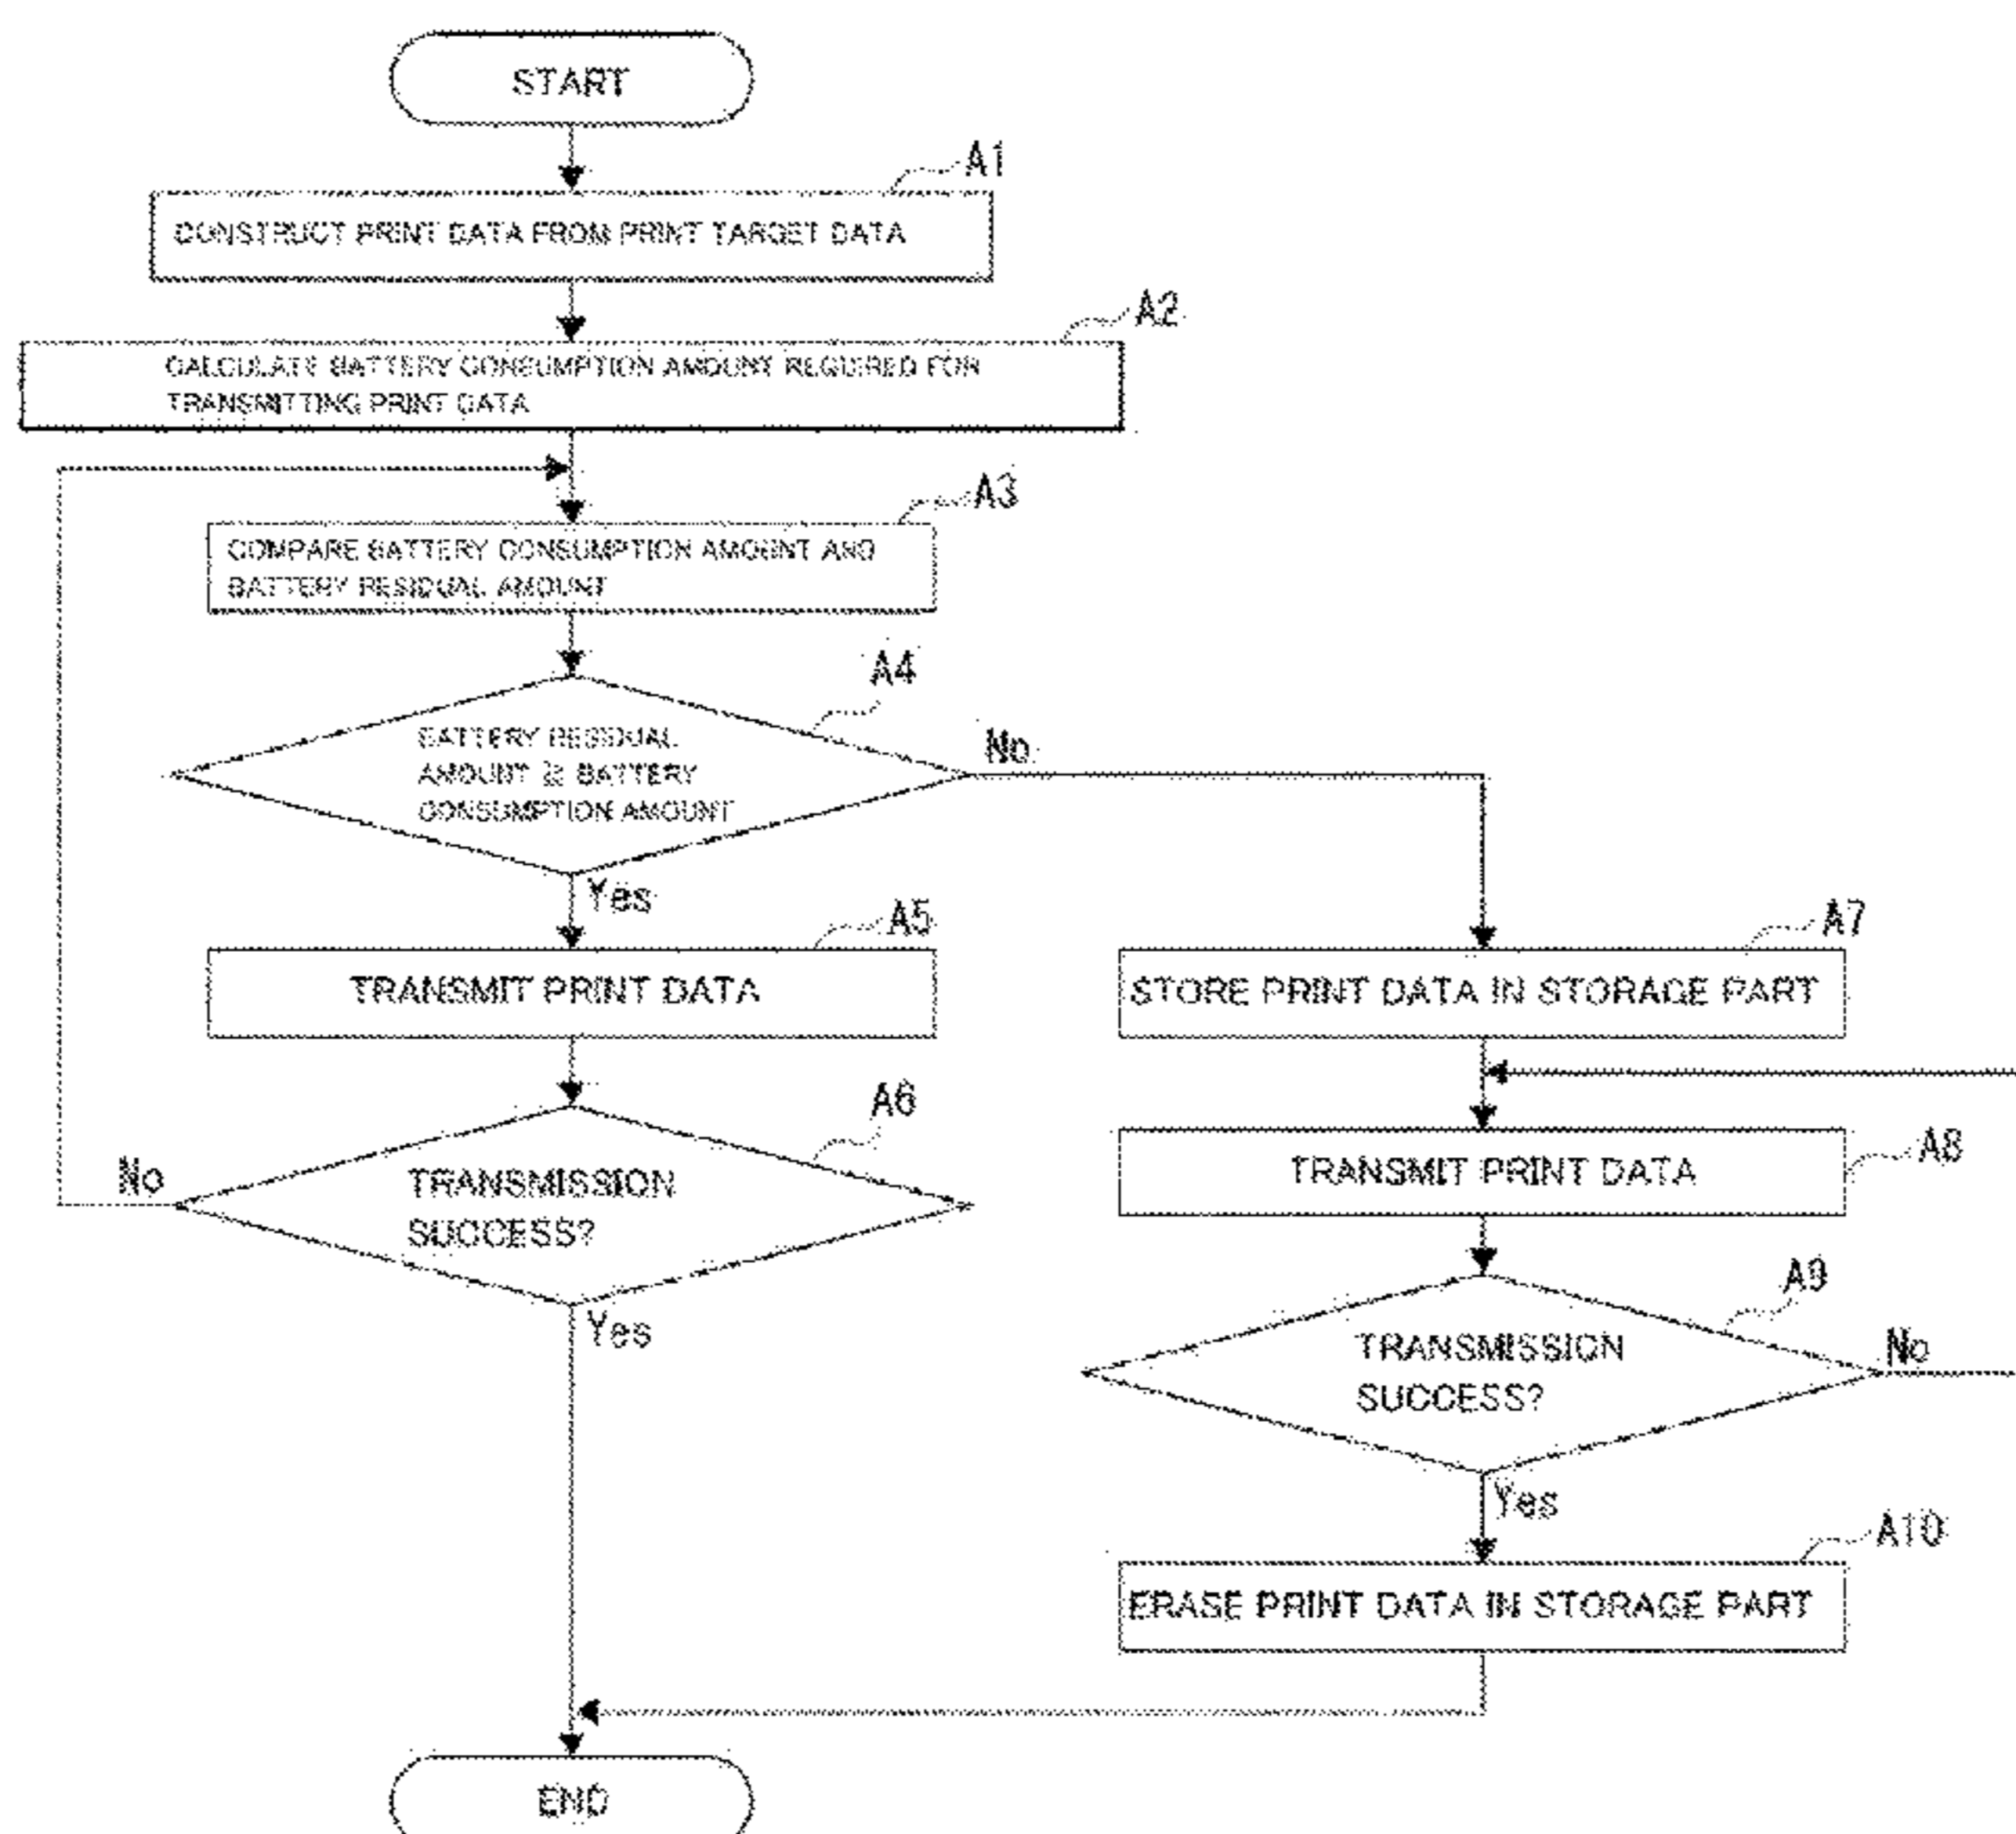 START
A1
CONSTRUCT PRINT DATA FROM PRINT TARGET DATA
A2
CALCULATE BATTERY CONSUMPTION AMOUNT REQUIRED FOR
TRANSMITTING PRINT DATA
A3
COMPARE BATTERY CONSUMPTION AMOUNT AND
BATTERY RESIDUAL AMOUNT
A4
BATTERY RESIDUAL
AMOUNT ≧ BATTERY
CONSUMPTION AMOUNT
No
Yes
A5
TRANSMIT PRINT DATA
A7
STORE PRINT DATA IN STORAGE PART
A6
TRANSMISSION
SUCCESS?
No
Yes
A8
TRANSMIT PRINT DATA
A9
TRANSMISSION
SUCCESS?
No
Yes
A10
ERASE PRINT DATA IN STORAGE PART
END